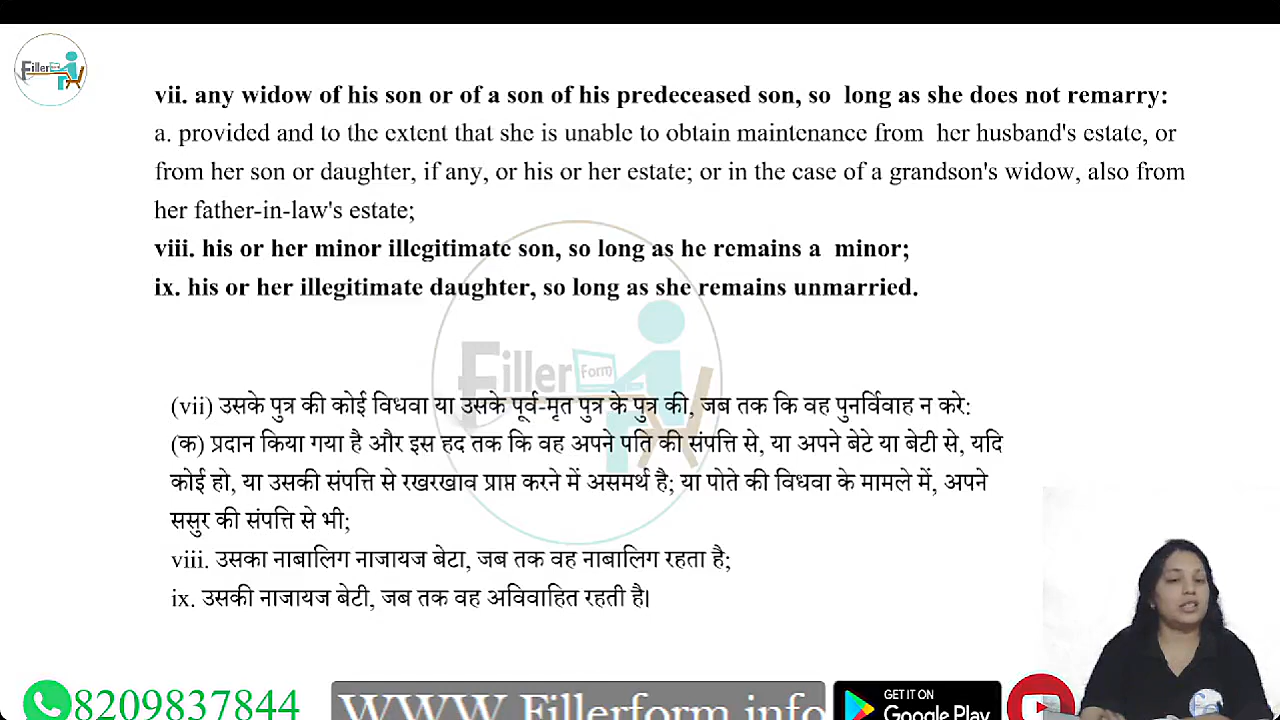 Filler
vii. any widow of his son or of a son of his predeceased son, so long as she does not remarry:
a. provided and to the extent that she is unable to obtain maintenance from her husband's estate, or
from her son or daughter, if any, or his or her estate; or in the case of a grandson's widow, also from
her father-in-law's estate;
viii. his or her minor illegitimate son, so long as he remains a minor;
ix. his or her illegitimate daughter, so long as she remains unmarried.
Filler Form
(vii) उसके पुत्र की कोई विधवा या उसके पूर्व-मृत पुत्र के पुत्र की, जब तक कि वह पुनर्विवाह न करे:
(क) प्रदान किया गया है और इस हद तक कि वह अपने पति की संपत्ति से, या अपने बेटे या बेटी से, यदि
कोई हो, या उसकी संपत्ति से रखरखाव प्राप्त करने में असमर्थ है; या पोते की विधवा के मामले में, अपने
ससुर की संपत्ति से भी;
viii. उसका नाबालिग नाजायज बेटा, जब तक वह नाबालिग रहता है;
ix. उसकी नाजायज बेटी, जब तक वह अविवाहित रहती है।
8209837844
WWW.Fillerform.info
GET IT ON
Google Play